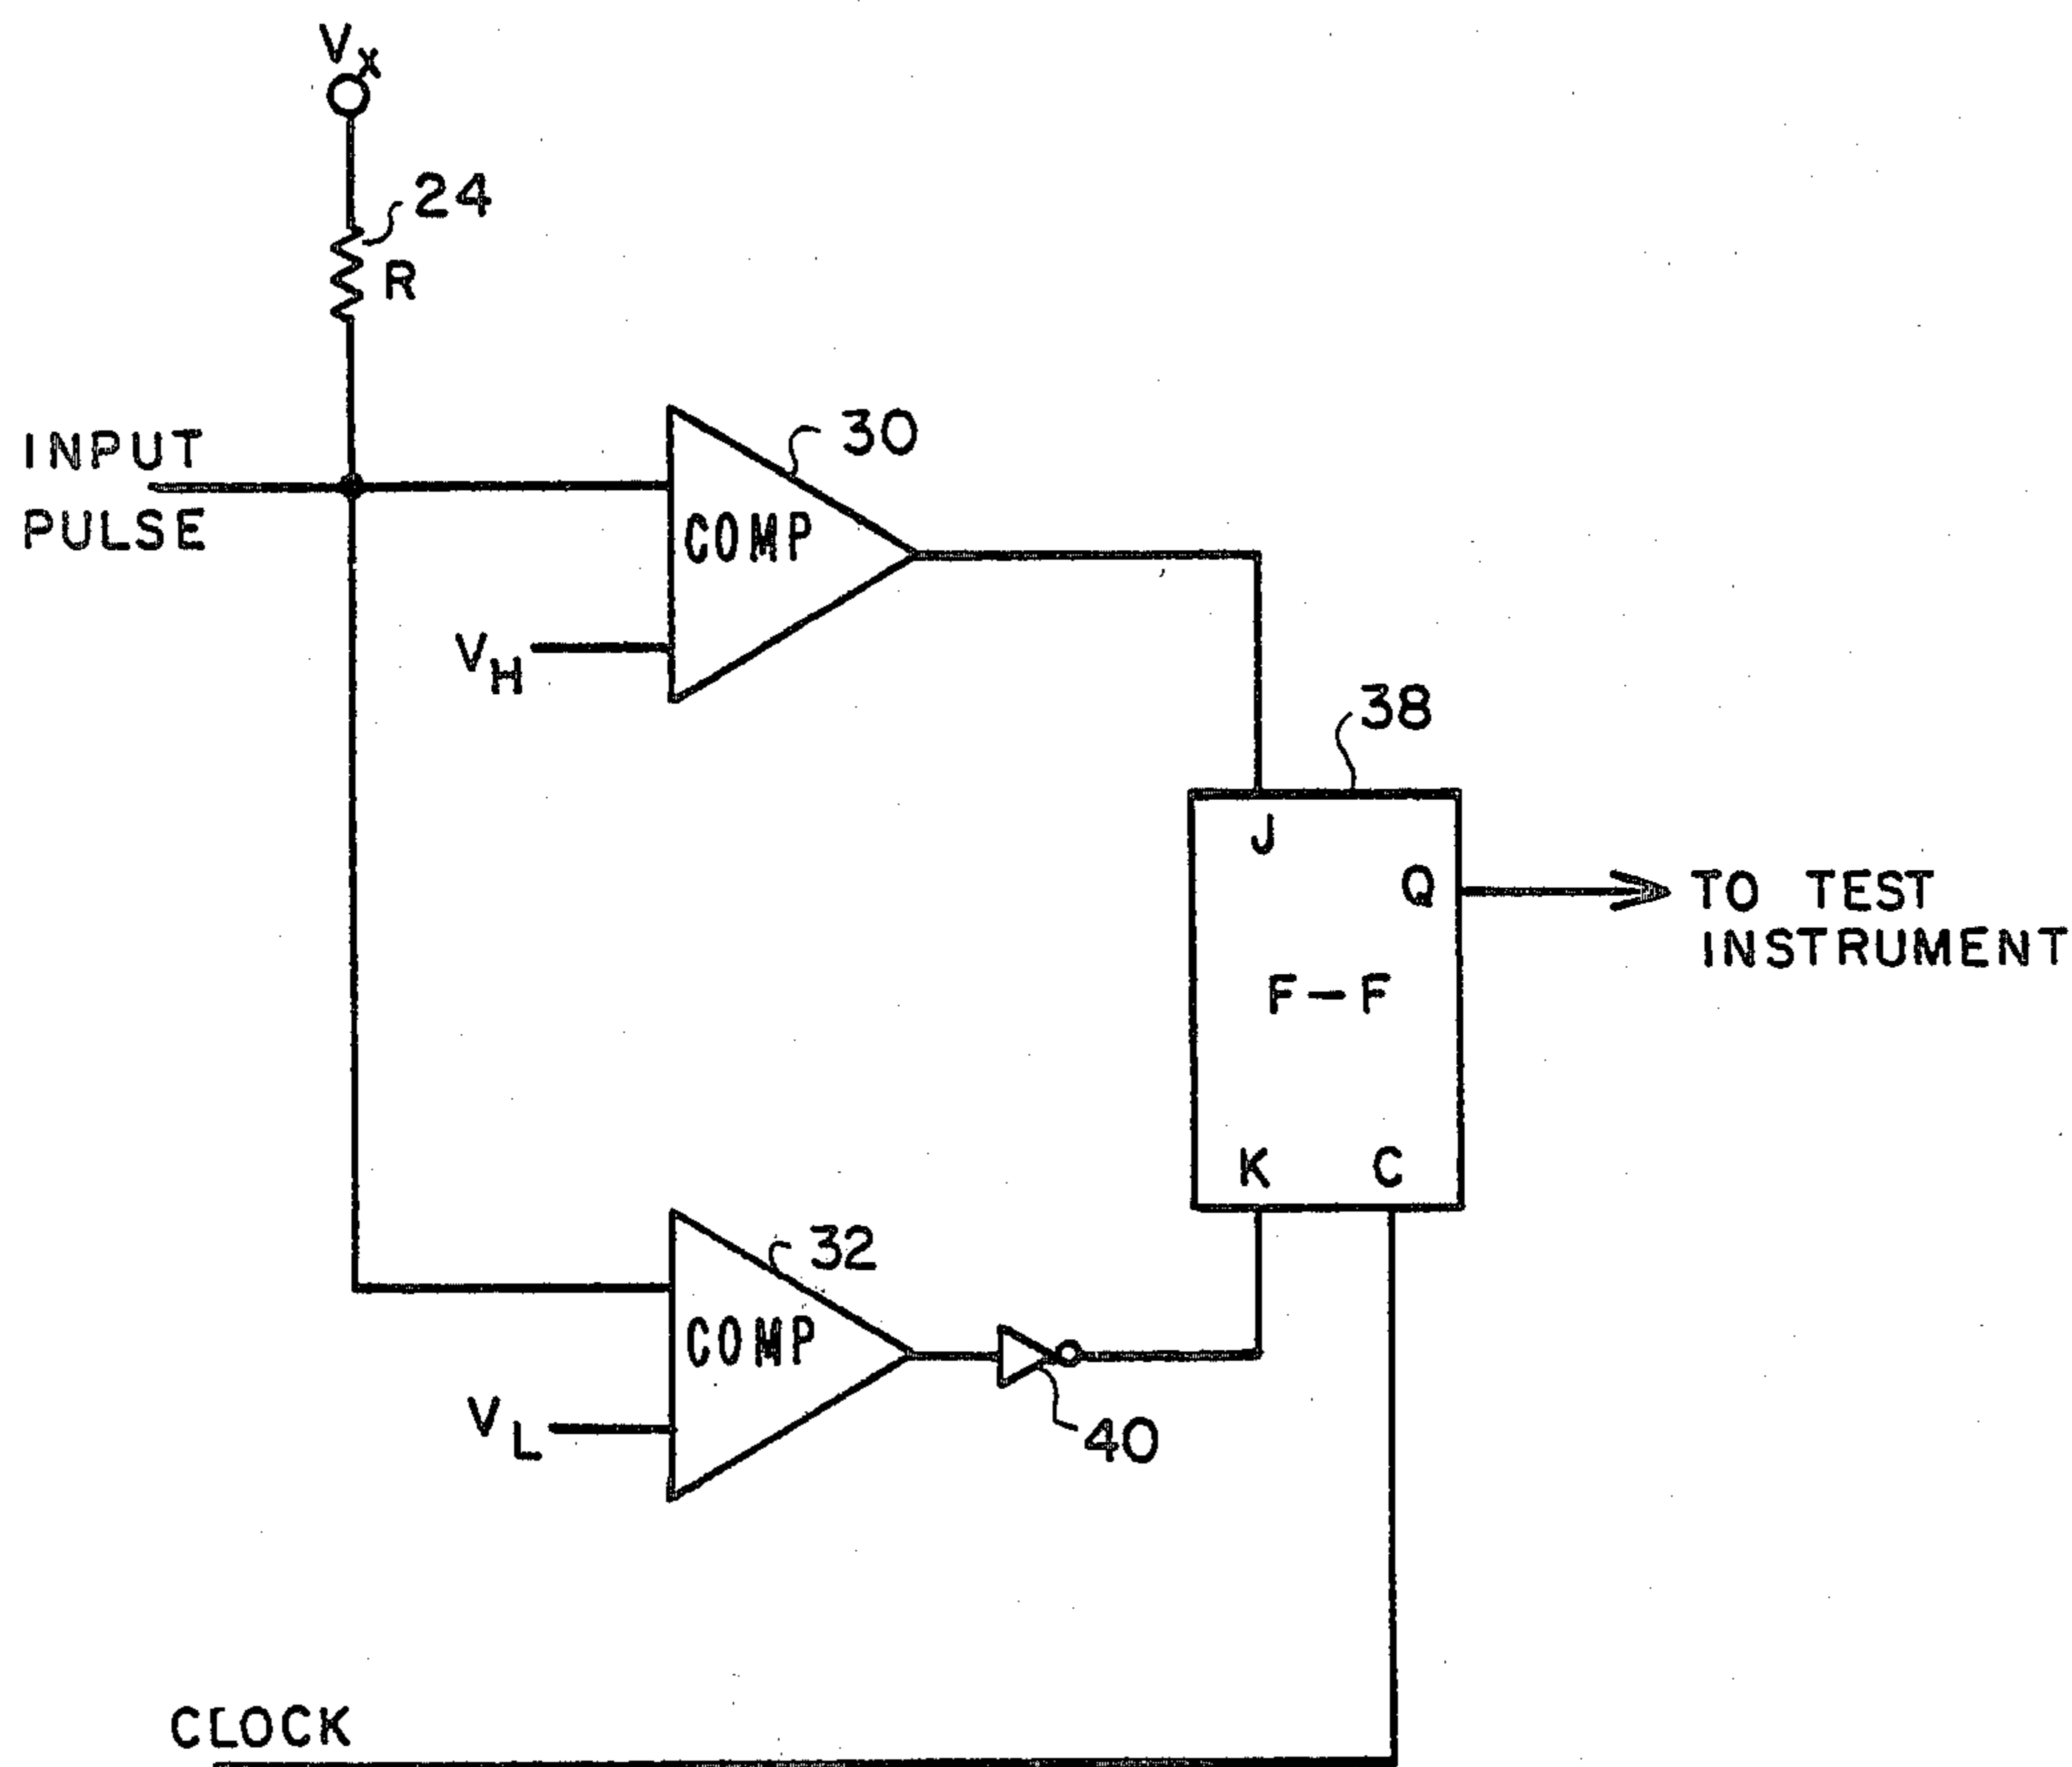 Vx
24
R
INPUT
PULSE
30
COMP
VH
38
J
Q
TO TEST
INSTRUMENT
F-F
K
C
32
COMP
VL
40
CLOCK